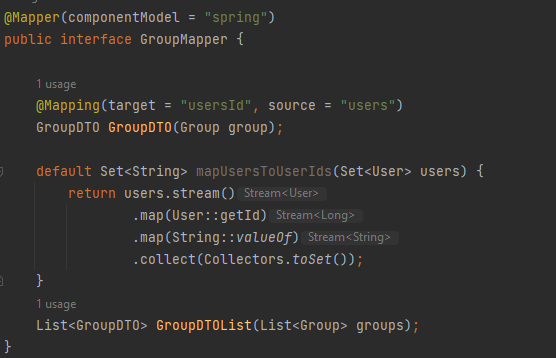 @Mapper(componentModel = "spring")
public interface GroupMapper {
1 usage
@Mapping(target = "usersId", source = "users")
GroupDTO GroupDTO(Group group);
default Set<String> mapUsersToUserIds(Set<User> users) {
return users.stream() Stream<User>
.map(User::getId) Stream<Long>
.map(String::valueOf) Stream<String>
.collect(Collectors.toSet());
}
1 usage
List<GroupDTO> GroupDTOList(List<Group> groups);
}